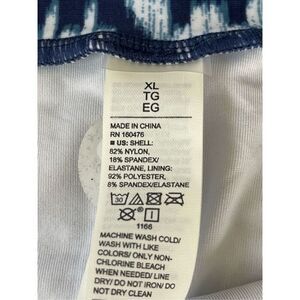 XL
TG
EG
MADE IN CHINA
RN 160476
■ US: SHELL:
82% NYLON,
18% SPANDEX/
ELASTANE, LINING:
92% POLYESTER,
8% SPANDEX/ELASTANE
30
1166
MACHINE WASH COLD/
WASH WITH LIKE
COLORS/ ONLY NON-
CHLORINE BLEACH
WHEN NEEDED/ LINE
DRY/ DO NOT IRON/ DO
NOT DRY CLEAN